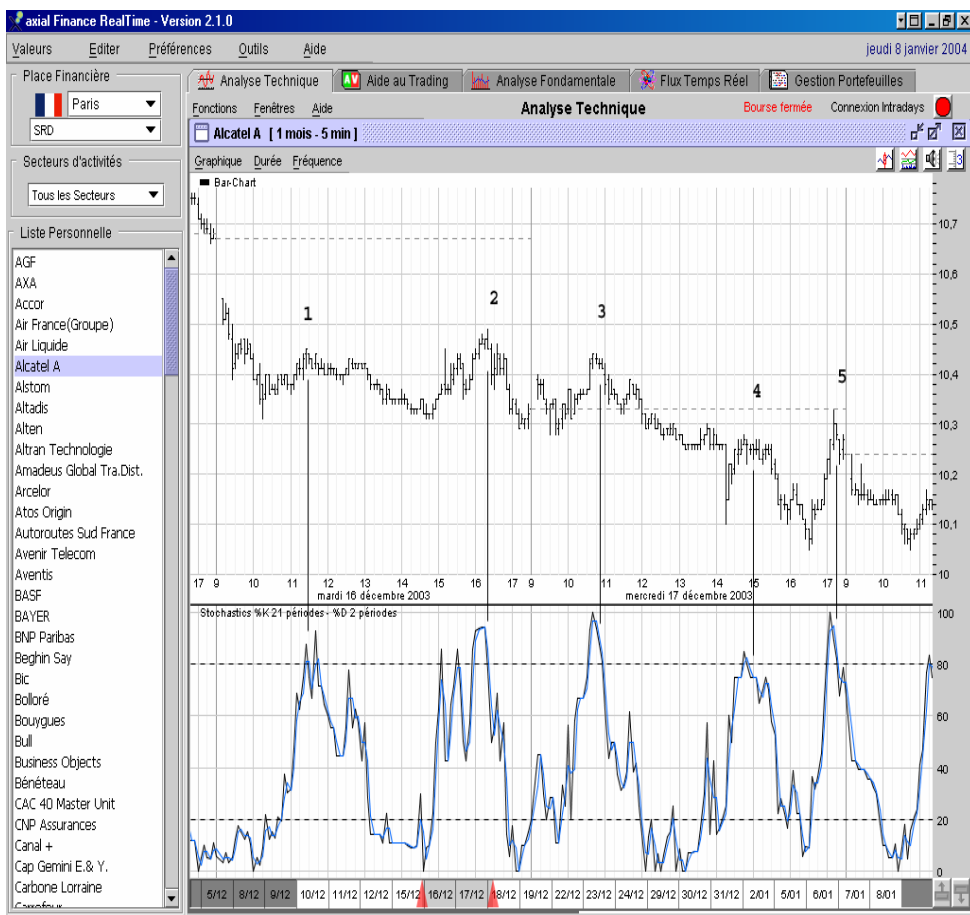 axial Finance RealTime - Version 2.1.0
Valeurs Editer Préférences Outils Aide jeudi 8 janvier 2004
Place Financière
Paris
SRD
Secteurs d'activités
Tous les Secteurs
Liste Personnelle
AGF
AXA
Accor
Air France(Groupe)
Air Liquide
Alcatel A
Alstom
Altadis
Alten
Altran Technologie
Amadeus Global Tra.Dist.
Arcelor
Atos Origin
Autoroutes Sud France
Avenir Telecom
Aventis
BASF
BAYER
BNP Paribas
Beghin Say
Bic
Bolloré
Bouygues
Bull
Business Objects
Bénéteau
CAC 40 Master Unit
CNP Assurances
Canal +
Cap Gemini E.& Y.
Carbone Lorraine
Analyse Technique Aide au Trading Analyse Fondamentale Flux Temps Réel Gestion Portefeuilles
Fonctions Fenêtres Aide Analyse Technique Bourse fermée Connexion Intradays
Alcatel A [ 1 mois - 5 min ]
Graphique Durée Fréquence
Bar-Chart
10,7
10,6
10,5
10,4
10,3
10,2
10
1 2 3 4 5
17 9 10 11 12 13 14 15 16 17 9 10 11 12 13 14 15 16 17 9 10 11
mardi 16 décembre 2003 mercredi 17 décembre 2003
Stochastics %K 21 périodes - %D 2 périodes
100
80
60
40
20
0
5/12 8/12 9/12 10/12 11/12 12/12 15/12 16/12 17/12 18/12 19/12 22/12 23/12 24/12 29/12 30/12 31/12 2/01 5/01 6/01 7/01 8/01